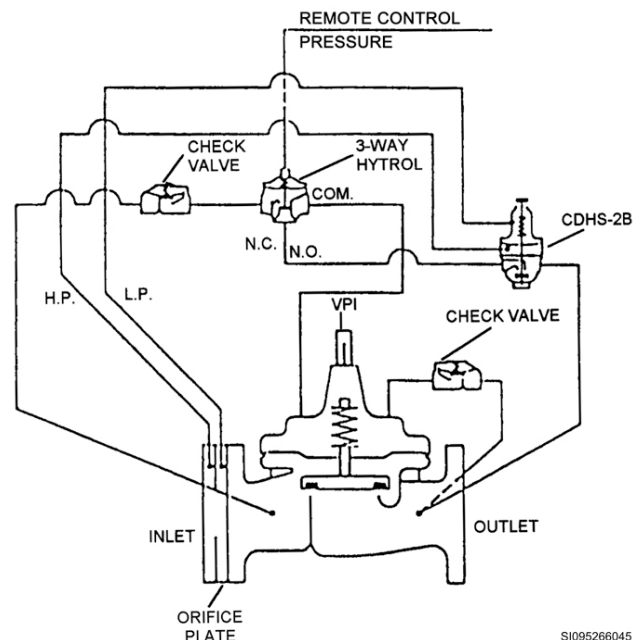 REMOTE CONTROL
PRESSURE
CHECK
VALVE
3-WAY
HYTROL
COM.
CDHS-2B
N.C.
N.O.
H.P.
L.P.
VPI
CHECK VALVE
INLET
OUTLET
ORIFICE
PLATE
SI095266045